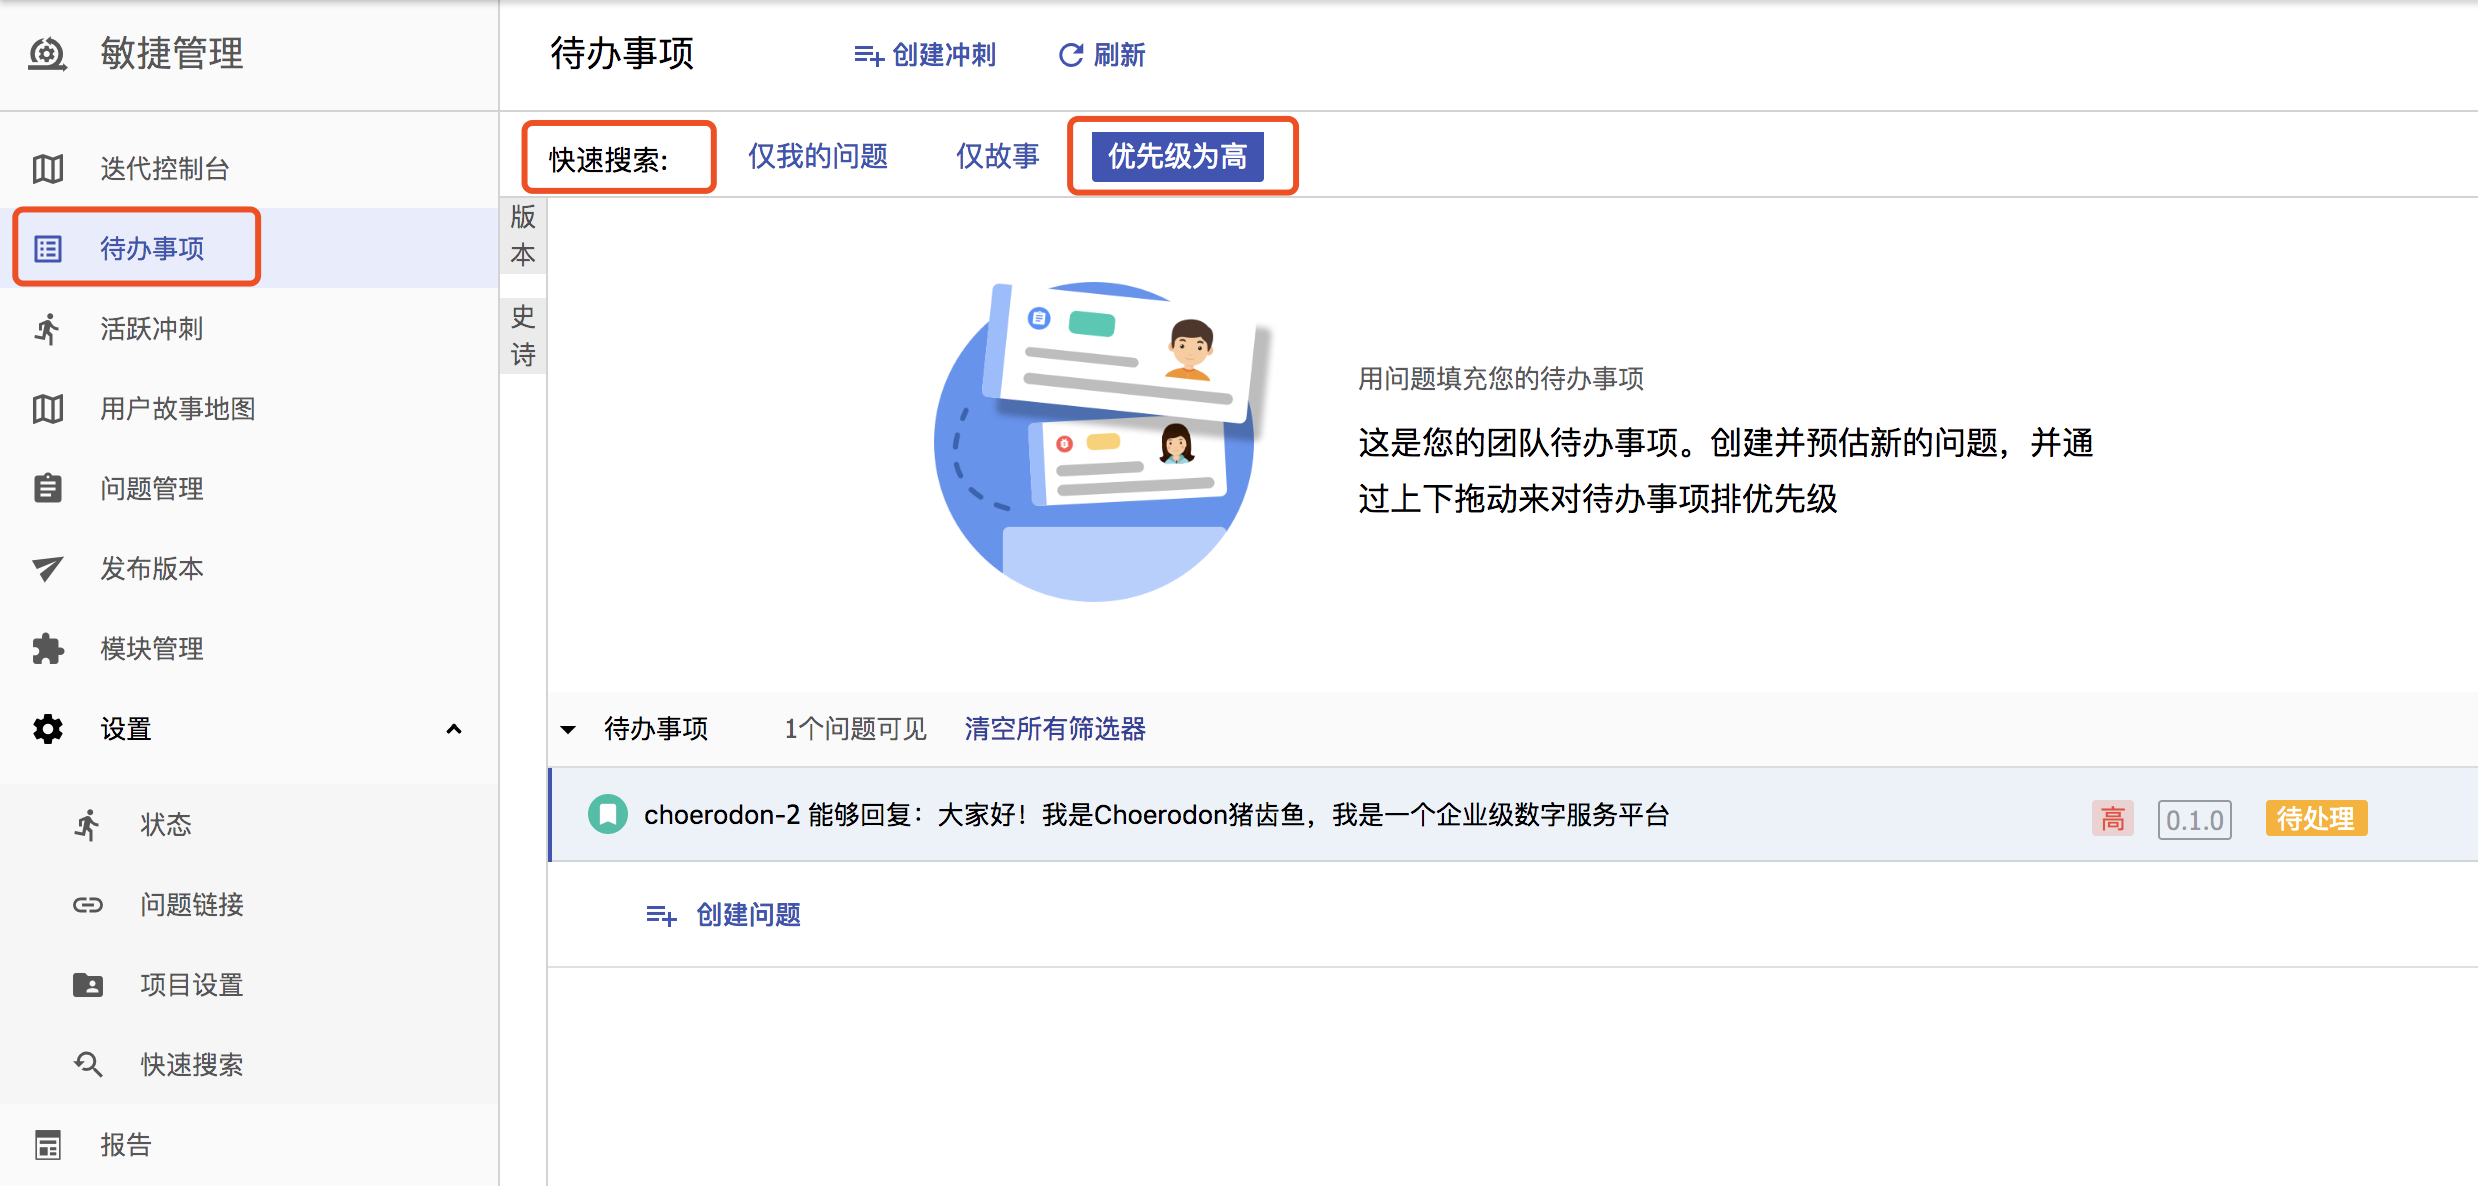 敏捷管理
迭代控制台
待办事项
活跃冲刺
用户故事地图
问题管理
发布版本
模块管理
设置
状态
问题链接
项目设置
快速搜索
报告
待办事项 创建冲刺 刷新
快速搜索: 仅我的问题 仅故事 优先级为高
版本
史诗
用问题填充您的待办事项
这是您的团队待办事项。创建并预估新的问题，并通
过上下拖动来对待办事项排优先级
待办事项 1个问题可见 清空所有筛选器
choerodon-2 能够回复：大家好！我是Choerodon猪齿鱼，我是一个企业级数字服务平台 高 0.1.0 待处理
创建问题